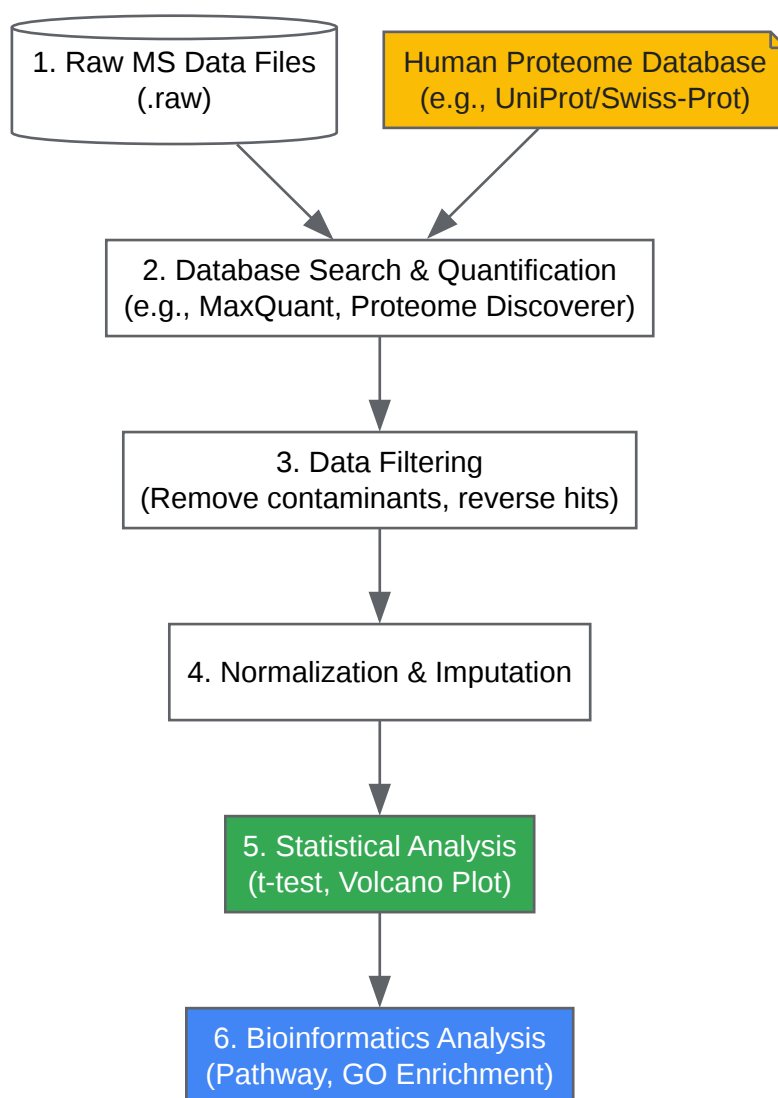 1. Raw MS Data Files
(.raw)
Human Proteome Database
(e.g., UniProt/Swiss-Prot)
2. Database Search & Quantification
(e.g., MaxQuant, Proteome Discoverer)
3. Data Filtering
(Remove contaminants, reverse hits)
4. Normalization & Imputation
5. Statistical Analysis
(t-test, Volcano Plot)
6. Bioinformatics Analysis
(Pathway, GO Enrichment)